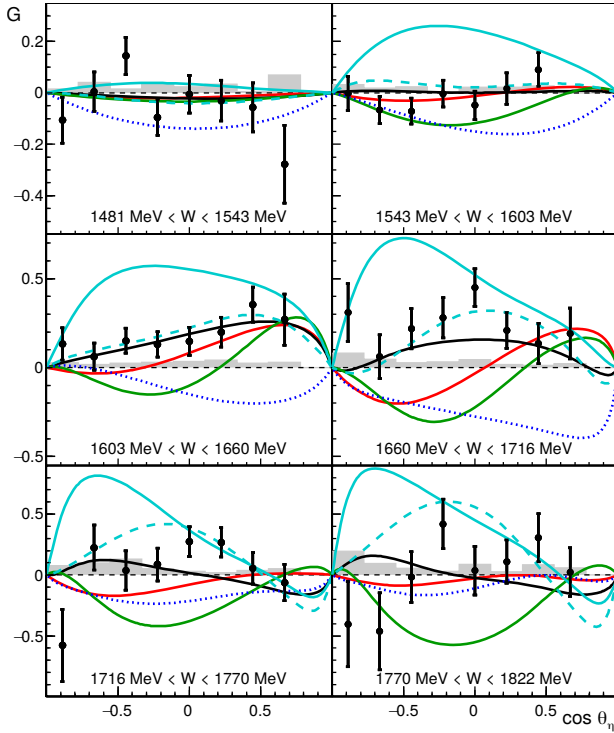 G
0.2
0
−0.2
−0.4
1481 MeV < W < 1543 MeV
1543 MeV < W < 1603 MeV
0.5
0
−0.5
1603 MeV < W < 1660 MeV
1660 MeV < W < 1716 MeV
0.5
0
−0.5
1716 MeV < W < 1770 MeV
1770 MeV < W < 1822 MeV
−0.5 0 0.5 −0.5 0 0.5
cos θη